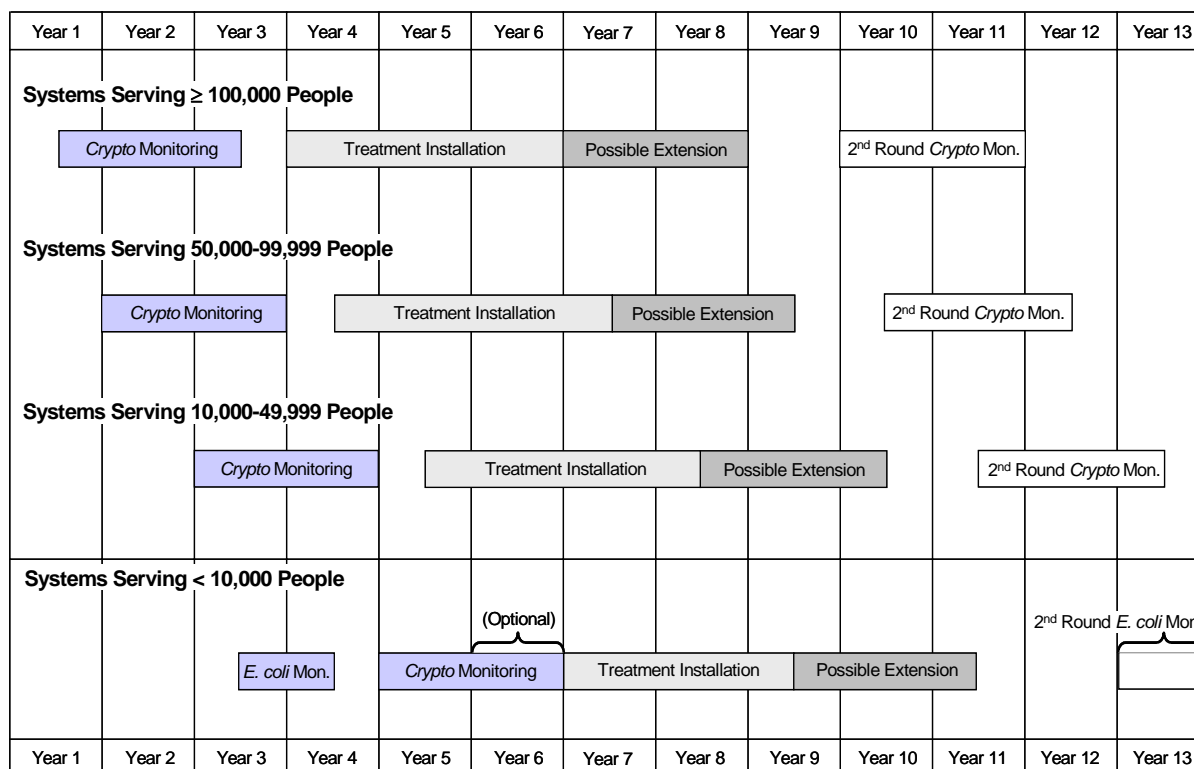 Year 1 Year 2 Year 3 Year 4 Year 5 Year 6 Year 7 Year 8 Year 9 Year 10 Year 11 Year 12 Year 13
Systems Serving ≥ 100,000 People
Crypto Monitoring Treatment Installation Possible Extension 2nd Round Crypto Mon.
Systems Serving 50,000-99,999 People
Crypto Monitoring Treatment Installation Possible Extension 2nd Round Crypto Mon.
Systems Serving 10,000-49,999 People
Crypto Monitoring Treatment Installation Possible Extension 2nd Round Crypto Mon.
Systems Serving < 10,000 People
(Optional) 2nd Round E. coli Mon
E. coli Mon. Crypto Monitoring Treatment Installation Possible Extension
Year 1 Year 2 Year 3 Year 4 Year 5 Year 6 Year 7 Year 8 Year 9 Year 10 Year 11 Year 12 Year 13